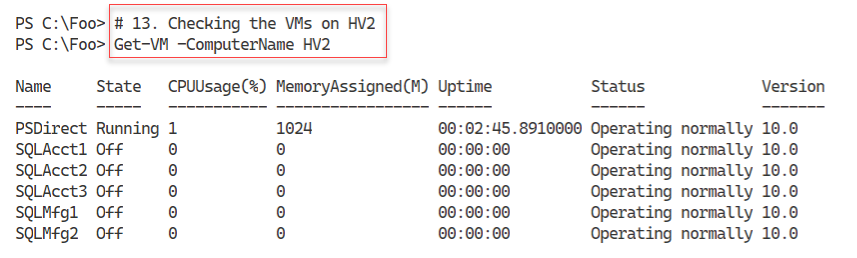 PS C:\Foo> # 13. Checking the VMs on HV2
PS C:\Foo> Get-VM -ComputerName HV2
Name State CPUUsage(%) MemoryAssigned(M) Uptime Status Version
---- ----- ----------- ----------------- ------ ------ -------
PSDirect Running 1 1024 00:02:45.8910000 Operating normally 10.0
SQLAcct1 Off 0 0 00:00:00 Operating normally 10.0
SQLAcct2 Off 0 0 00:00:00 Operating normally 10.0
SQLAcct3 Off 0 0 00:00:00 Operating normally 10.0
SQLMfg1 Off 0 0 00:00:00 Operating normally 10.0
SQLMfg2 Off 0 0 00:00:00 Operating normally 10.0